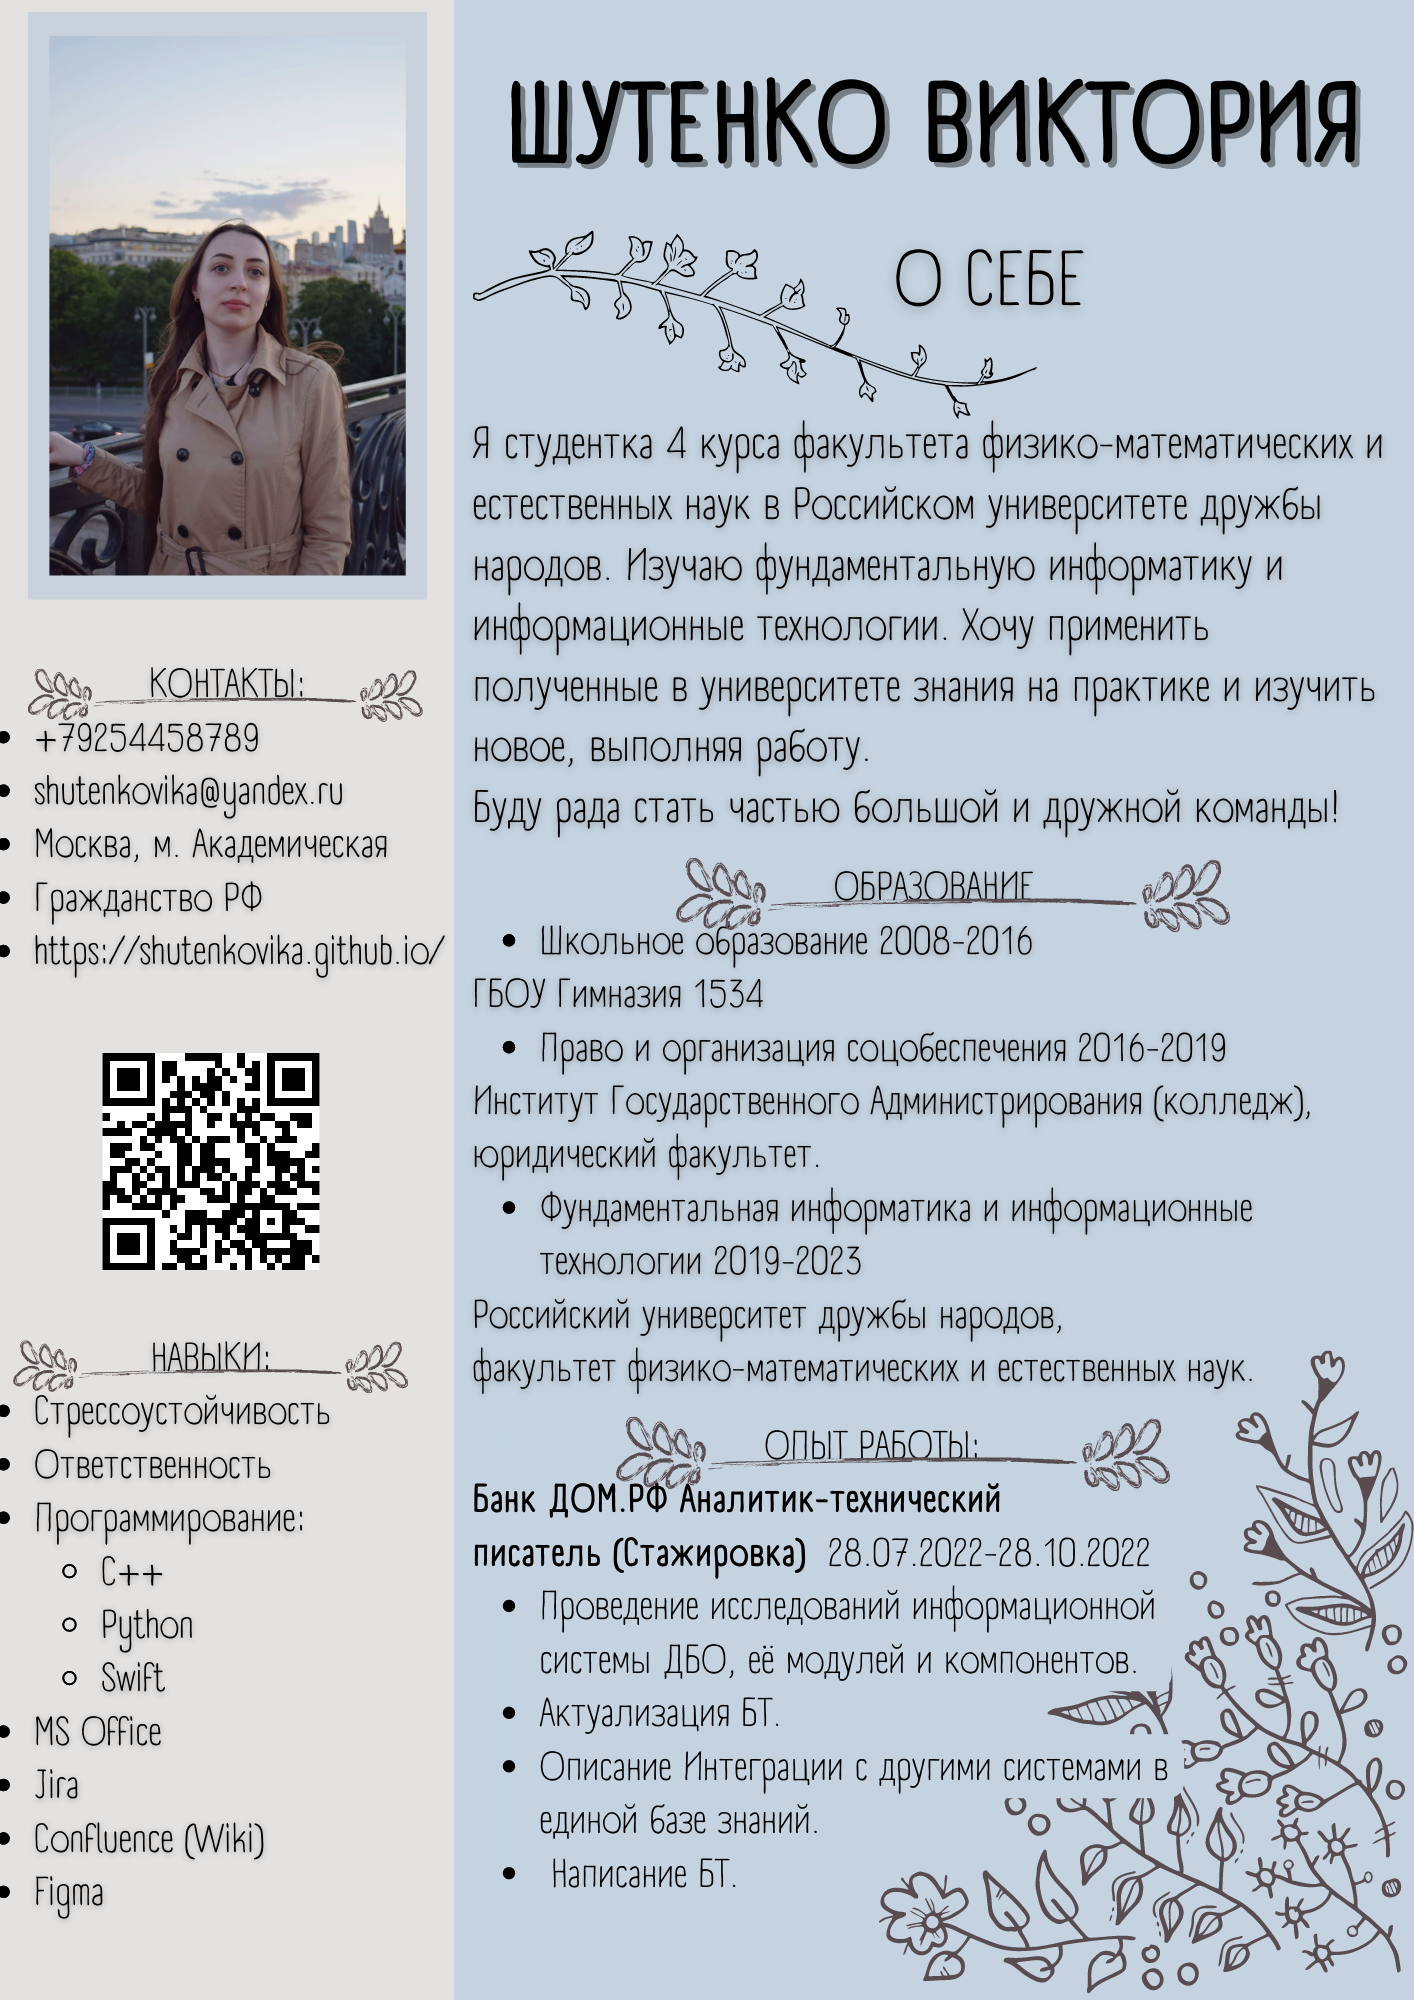 ШУТЕНКО ВИКТОРИЯ
О СЕБЕ
Я студентка 4 курса факультета физико-математических и
естественных наук в Российском университете дружбы
народов. Изучаю фундаментальную информатику и
информационные технологии. Хочу применить
полученные в университете знания на практике и изучить
новое, выполняя работу.
Буду рада стать частью большой и дружной команды!
КОНТАКТЫ:
• +79254458789
• shutenkovika@yandex.ru
• Москва, м. Академическая
• Гражданство РФ
• https://shutenkovika.github.io/
НАВЫКИ:
• Стрессоустойчивость
• Ответственность
• Программирование:
◦ C++
◦ Python
◦ Swift
• MS Office
• Jira
• Confluence (Wiki)
• Figma
ОБРАЗОВАНИЕ
• Школьное образование 2008-2016
ГБОУ Гимназия 1534
• Право и организация соцобеспечения 2016-2019
Институт Государственного Администрирования (колледж),
юридический факультет.
• Фундаментальная информатика и информационные
технологии 2019-2023
Российский университет дружбы народов,
факультет физико-математических и естественных наук.
ОПЫТ РАБОТЫ:
Банк ДОМ.РФ Аналитик-технический
писатель (Стажировка) 28.07.2022-28.10.2022
• Проведение исследований информационной
системы ДБО, её модулей и компонентов.
• Актуализация БТ.
• Описание Интеграции с другими системами в
единой базе знаний.
• Написание БТ.